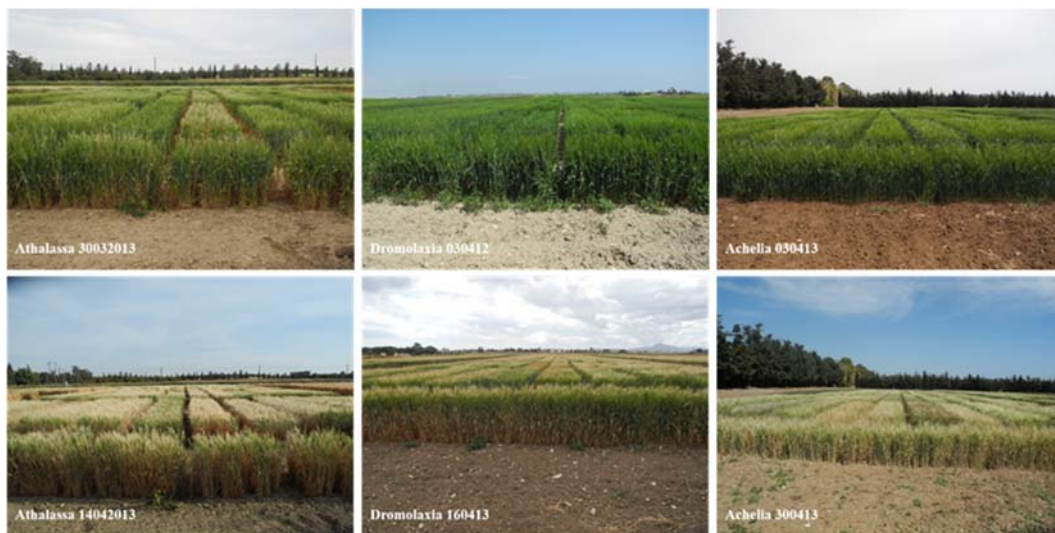 Athalassa 30032013
Dromolaxia 030412
Achelia 030413
Athalassa 14042013
Dromolaxia 160413
Achelia 300413